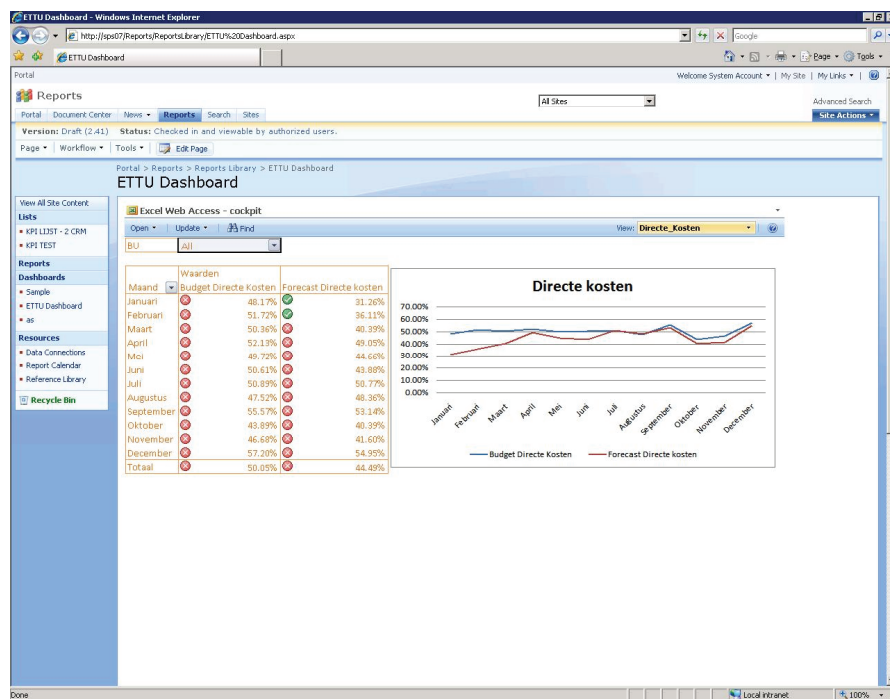 ETTU Dashboard - Windows Internet Explorer
http://sps07/Reports/ReportsLibrary/ETTU%20Dashboard.aspx
Google
ETTU Dashboard
Page Tools
Portal
Welcome System Account | My Site | My Links |
Reports
All Sites
Advanced Search
Portal Document Center News Reports Search Sites
Site Actions
Version: Draft (2.41) Status: Checked in and viewable by authorized users.
Page Workflow Tools Edit Page
Portal > Reports > Reports Library > ETTU Dashboard
ETTU Dashboard
View All Site Content
Lists
KPI LIJST - 2 CRM
KPI TEST
Reports
Dashboards
Sample
ETTU Dashboard
as
Resources
Data Connections
Report Calendar
Reference Library
Recycle Bin
Excel Web Access - cockpit
Open Update Find View: Directe_Kosten
BU All
Waarden
Maand Budget Directe Kosten Forecast Directe kosten
Januari 48.17% 31.26%
Februari 51.72% 36.11%
Maart 50.36% 40.39%
April 52.13% 49.05%
Mei 49.72% 44.66%
Juni 50.61% 43.88%
Juli 50.89% 50.77%
Augustus 47.52% 48.36%
September 55.57% 53.14%
Oktober 43.89% 40.39%
November 46.68% 41.60%
December 57.20% 54.95%
Totaal 50.05% 44.49%
Directe kosten
70.00%
60.00%
50.00%
40.00%
30.00%
20.00%
10.00%
0.00%
Januari Februari Maart April Mei Juni Juli Augustus September Oktober November December
Budget Directe Kosten Forecast Directe kosten
Done
Local intranet
100%